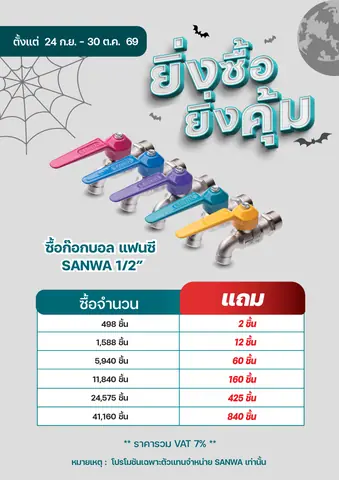 ตั้งแต่ 24 ก.ย. - 30 ต.ค. 69
ยิ่งซื้อ
ยิ่งคุ้ม
ซื้อก๊อกบอล แฟนซี
SANWA 1/2”
ซื้อจำนวน แถม
498 ชิ้น 2 ชิ้น
1,588 ชิ้น 12 ชิ้น
5,940 ชิ้น 60 ชิ้น
11,840 ชิ้น 160 ชิ้น
24,575 ชิ้น 425 ชิ้น
41,160 ชิ้น 840 ชิ้น
** ราคารวม VAT 7% **
หมายเหตุ : โปรโมชันเฉพาะตัวแทนจำหน่าย SANWA เท่านั้น